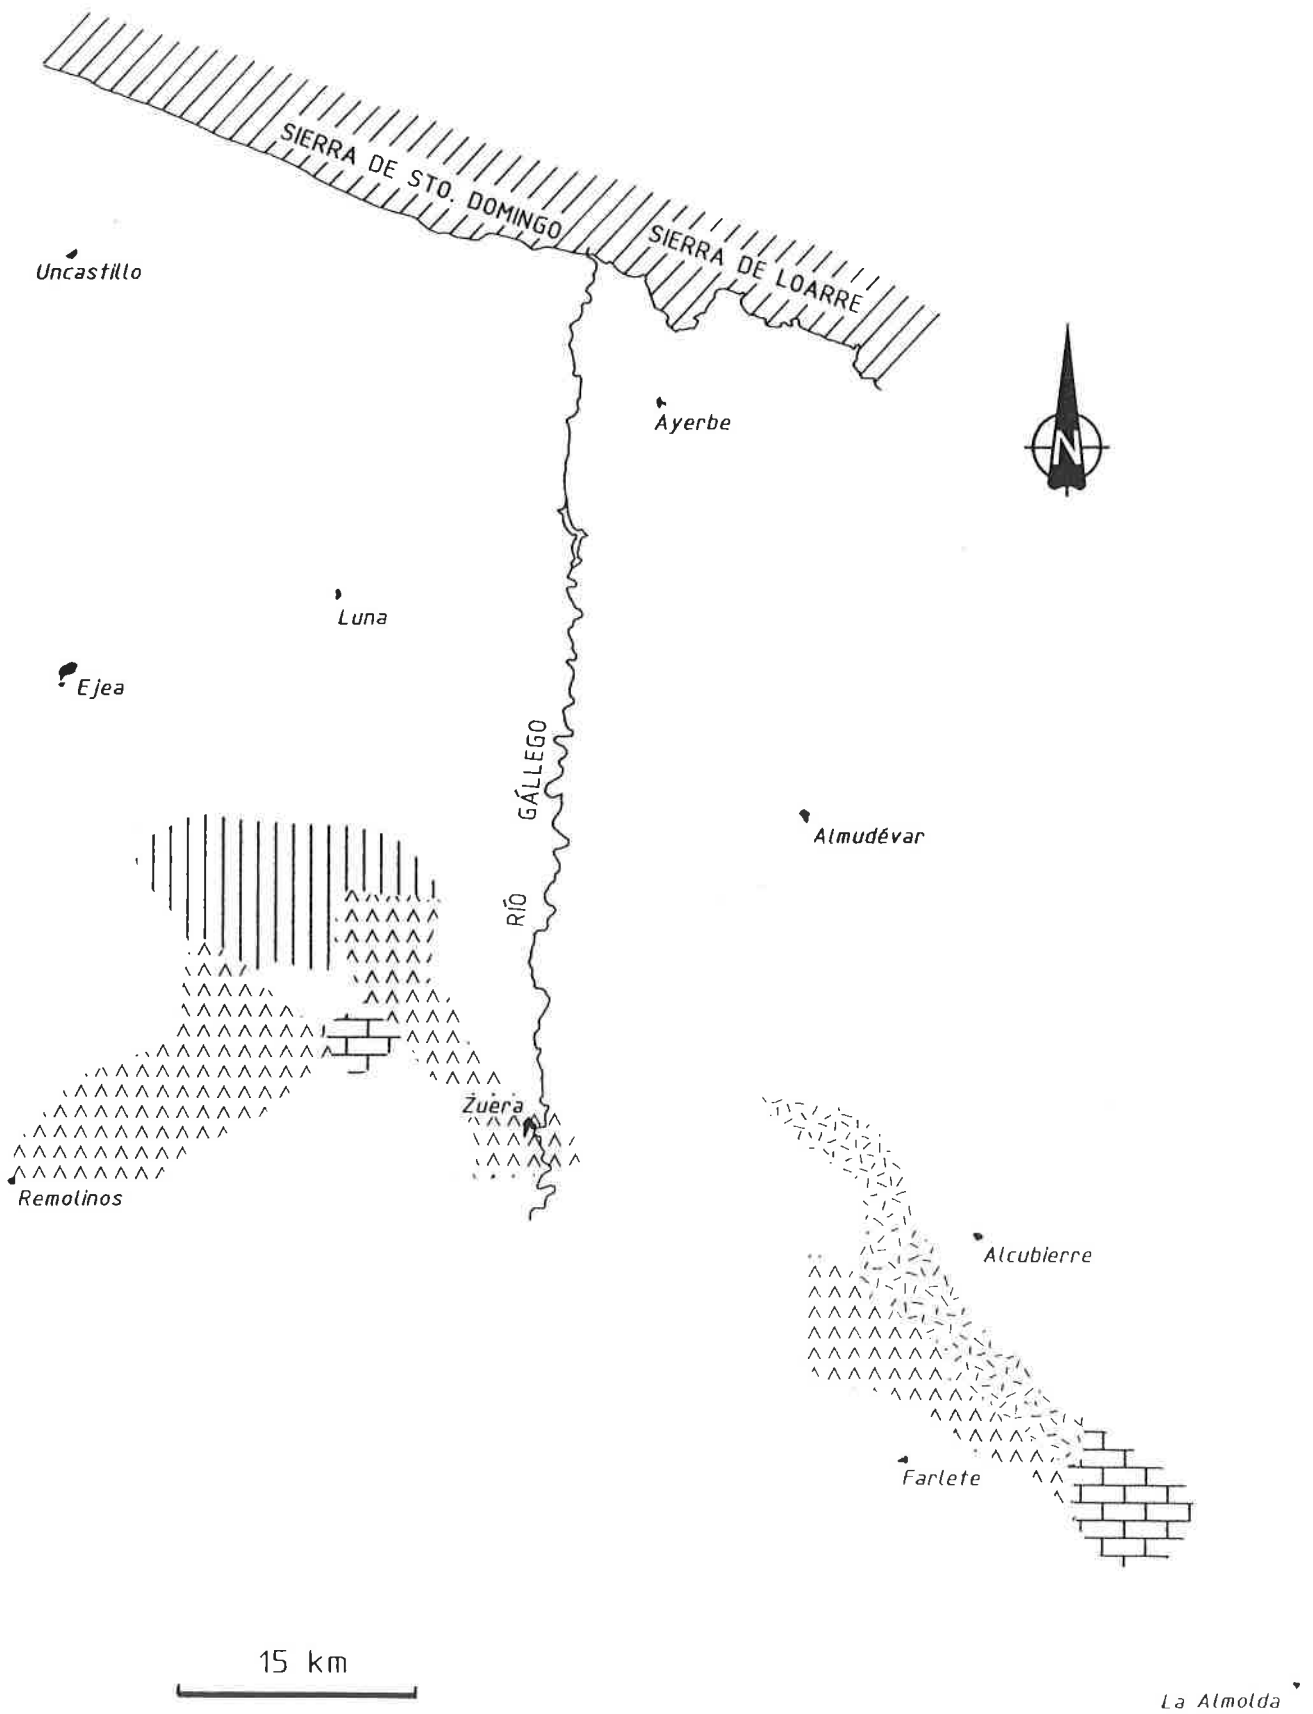 SIERRA DE STO. DOMINGO
SIERRA DE LOARRE
Uncastillo
Ayerbe
N
Luna
Ejea
RÍO GÁLLEGO
Almudévar
Zuera
Remolinos
Alcubierre
Farlete
15 km
La Almolda